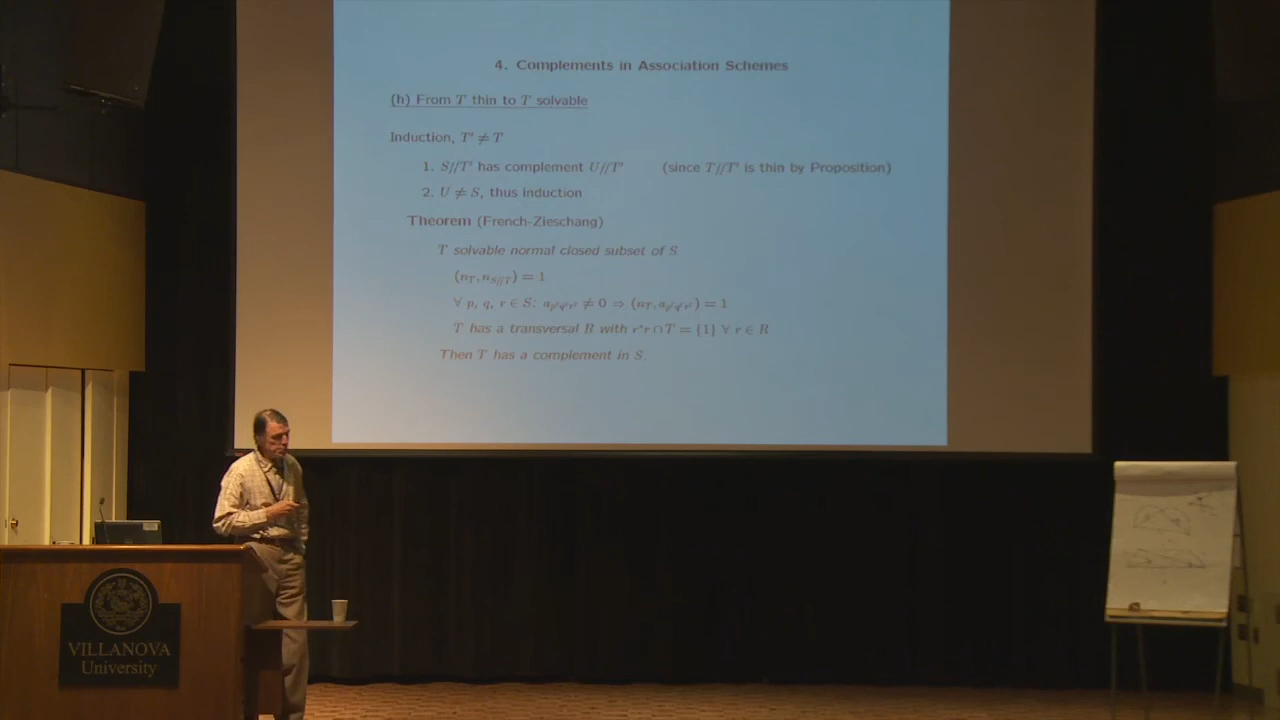 4. Complements in Association Schemes
(h) From T thin to T solvable
Induction, T′ ≠ T
1. S//T′ has complement U//T′ (since T//T′ is thin by Proposition)
2. U ≠ S, thus induction
Theorem (French-Zieschang)
T solvable normal closed subset of S
(n_T, n_{S//T}) = 1
∀ p, q, r ∈ S: a_{p^T q^T r^T} ≠ 0 ⇒ (n_T, a_{p^T q^T r^T}) = 1
T has a transversal R with r*r ∩ T = {1} ∀ r ∈ R
Then T has a complement in S.
VILLANOVA
University